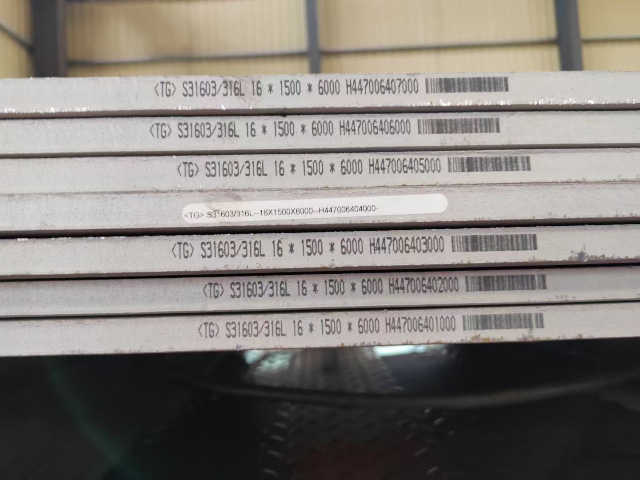 <TG> S31603/316L 16 * 1500 * 6000 H447006407000
<TG> S31603/316L 16 * 1500 * 6000 H447006406000
<TG> S31603/316L 16 * 1500 * 6000 H447006405000
<TG> S31603/316L--16X1500X6000--H447006404000-
<TG> S31603/316L 16 * 1500 * 6000 H447006403000
<TG> S31603/316L 16 * 1500 * 6000 H447006402000
<TG> S31603/316L 16 * 1500 * 6000 H447006401000